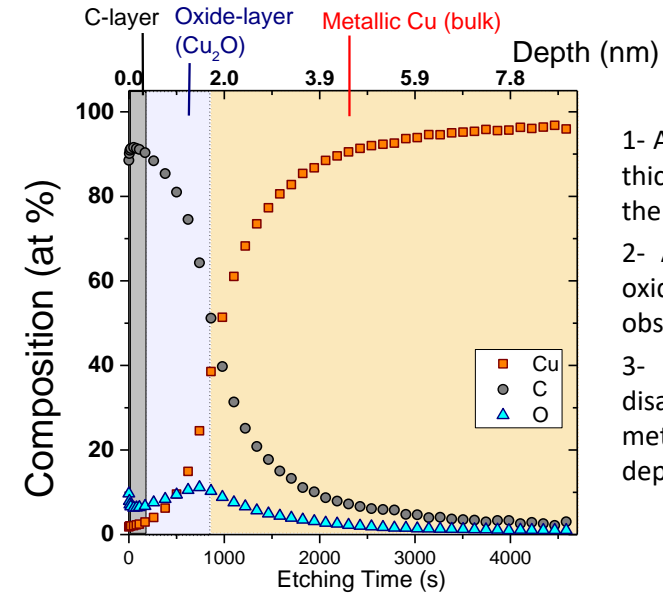 C-layer Oxide-layer Metallic Cu (bulk)
(Cu₂O)
Depth (nm)
0.0 2.0 3.9 5.9 7.8
100
80
60
40
20
0
Composition (at %)
Cu
C
O
0 1000 2000 3000 4000
Etching Time (s)
1- A
thic
the
2- A
oxid
obs
3-
disa
met
dep